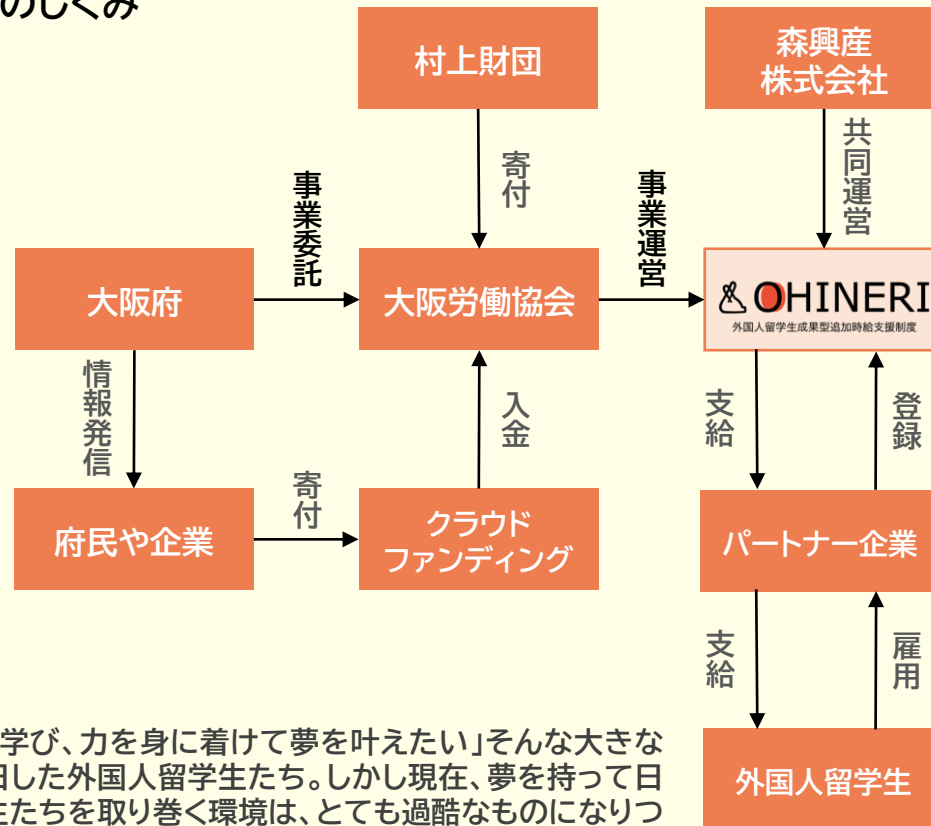 のしくみ
村上財団
森興産
株式会社
寄付
共同運営
事業委託
事業運営
大阪府
大阪労働協会
OHINERI
外国人留学生成果型追加時給支援制度
情報発信
入金
支給
登録
寄付
府民や企業
クラウド
ファンディング
パートナー企業
支給
雇用
外国人留学生
学び、力を身に着けて夢を叶えたい」そんな大きな
した外国人留学生たち。しかし現在、夢を持って日
生たちを取り巻く環境は、とても過酷なものになりつ